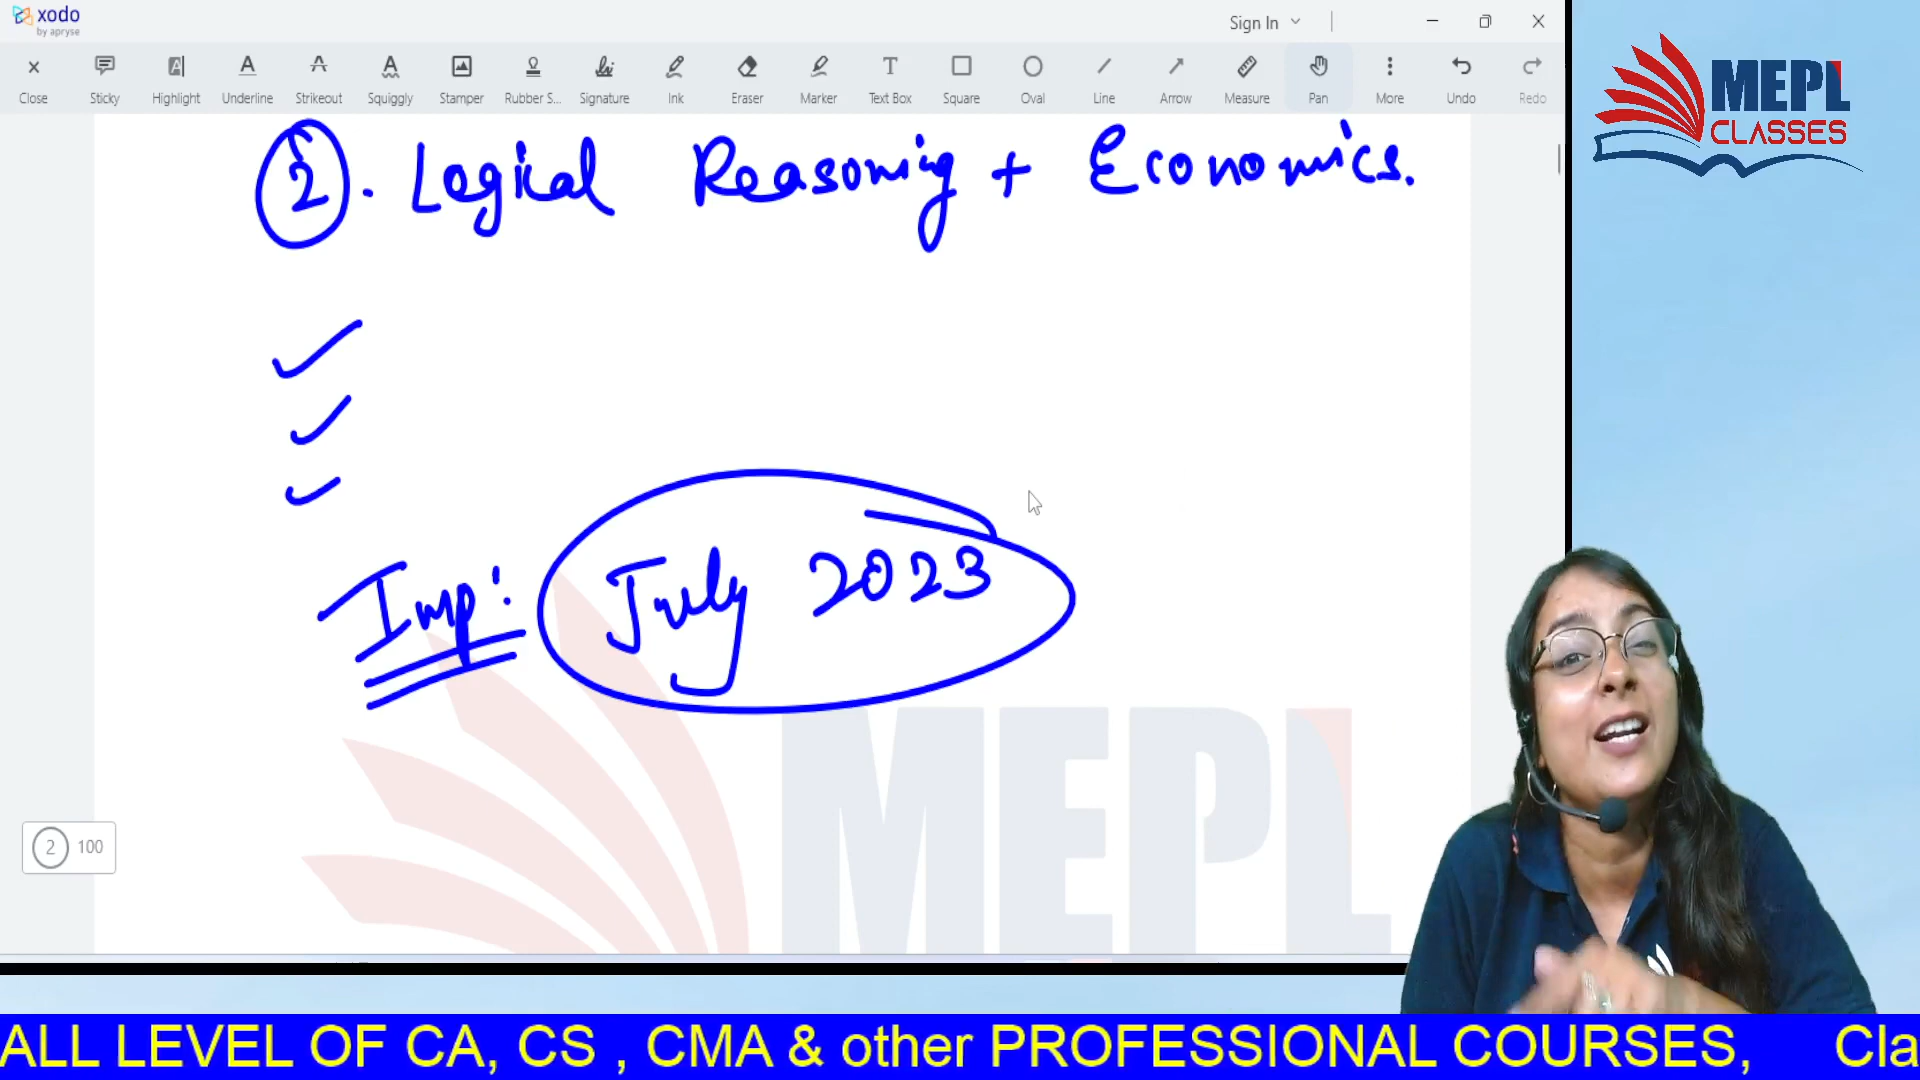 xodo
by apryse
Sign In
Close Sticky Highlight Underline Strikeout Squiggly Stamper Rubber S... Signature Ink Eraser Marker Text Box Square Oval Line Arrow Measure Pan More Undo Redo
MEPL
CLASSES
2. Logical Reasoning + Economics.
Imp: July 2023
MEPL
2 100
ALL LEVEL OF CA, CS , CMA & other PROFESSIONAL COURSES, Cla